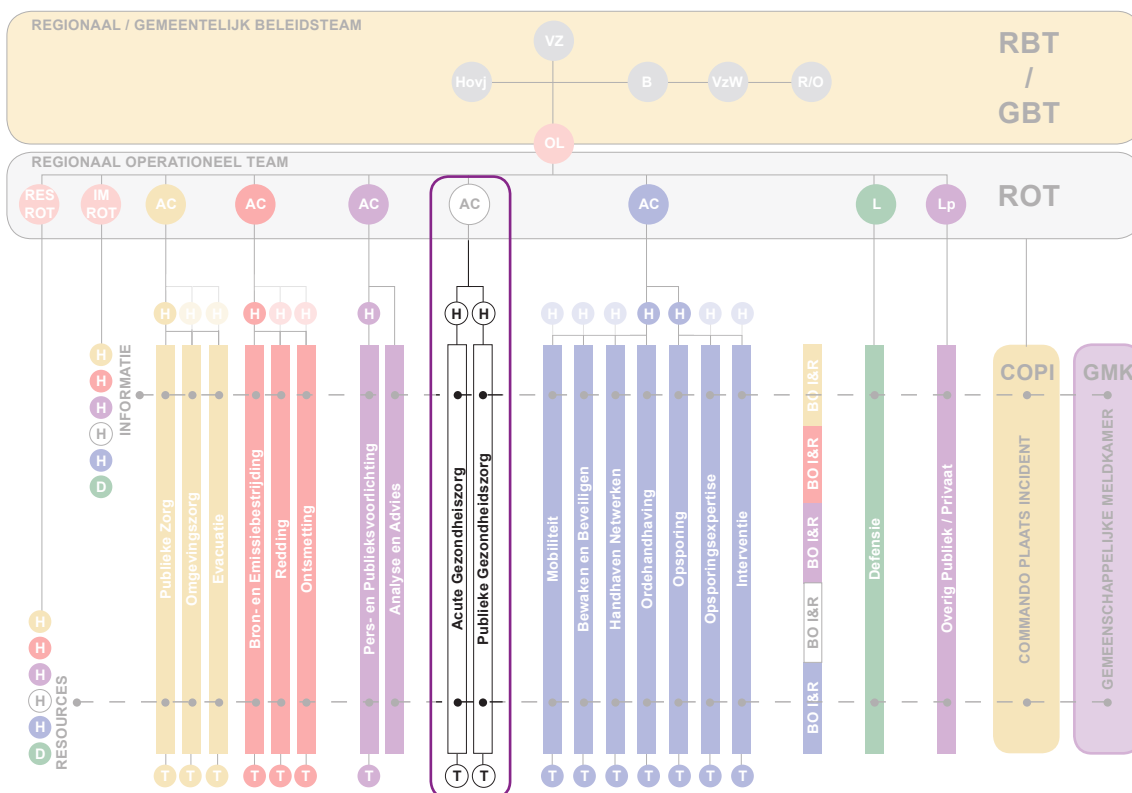 REGIONAAL / GEMEENTELIJK BELEIDSTEAM
VZ
RBT
/
GBT
Hovj
B
VzW
R/O
OL
REGIONAAL OPERATIONEEL TEAM
RES
ROT
IM
ROT
AC
AC
AC
AC
AC
L
Lp
ROT
H H H
H H H
H
H H
H H H H H H H
H
H
H
H
H
D
INFORMATIE
H
H
H
H
H
D
RESOURCES
Publieke Zorg
Omgevingszorg
Evacuatie
Bron- en Emissiebestrijding
Redding
Ontsmetting
Pers- en Publieksvoorlichting
Analyse en Advies
Acute Gezondheiszorg
Publieke Gezondheidszorg
Mobiliteit
Bewaken en Beveiligen
Handhaven Netwerken
Ordehandhaving
Opsporing
Opsporingsexpertise
Interventie
BO I&R
BO I&R
BO I&R
BO I&R
BO I&R
Defensie
Overig Publiek / Privaat
COPI
COMMANDO PLAATS INCIDENT
GMK
GEMEENSCHAPPELIJKE MELDKAMER
T T T
T T T
T
T T
T T T T T T T